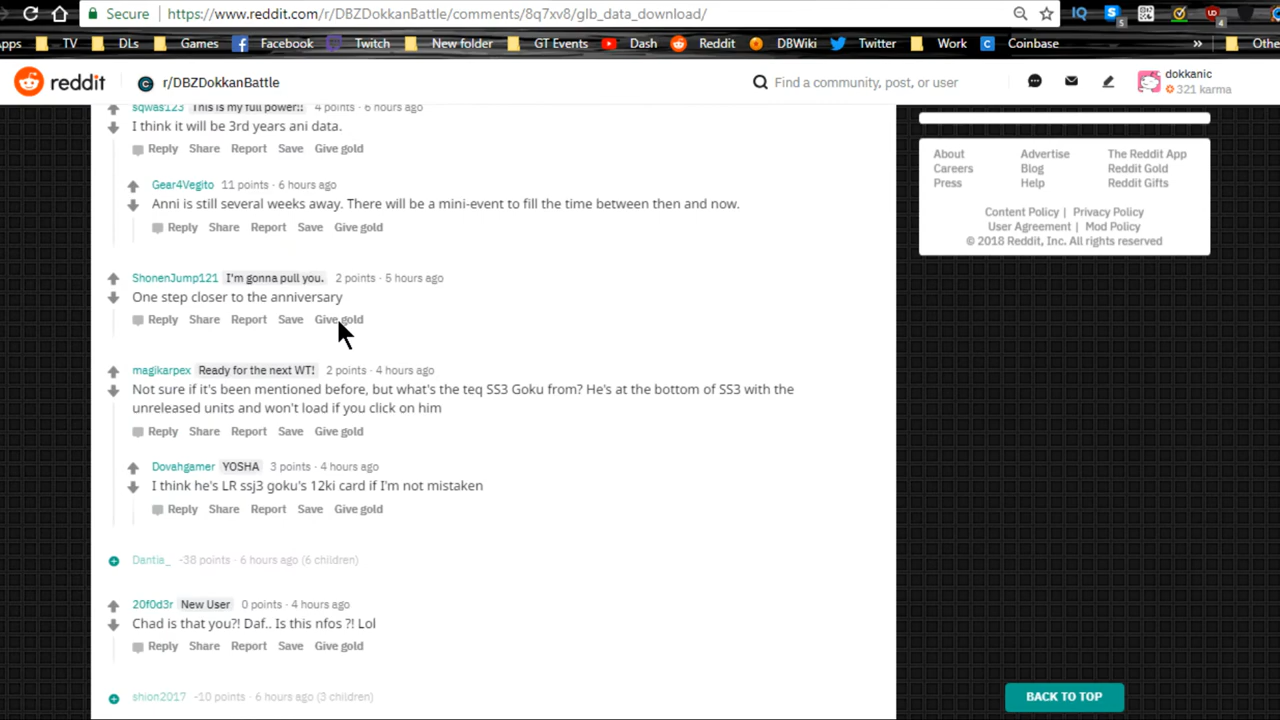 Secure https://www.reddit.com/r/DBZDokkanBattle/comments/8q7xv8/glb_data_download/
IQ 5 4
Apps TV DLs Games Facebook Twitch New folder GT Events Dash Reddit DBWiki Twitter Work Coinbase » Othe
reddit r/DBZDokkanBattle Find a community, post, or user dokkanic
321 karma
sqwas123 This is my full power!! 4 points · 6 hours ago
I think it will be 3rd years ani data.
Reply Share Report Save Give gold
Gear4Vegito 11 points · 6 hours ago
Anni is still several weeks away. There will be a mini-event to fill the time between then and now.
Reply Share Report Save Give gold
ShonenJump121 I'm gonna pull you. 2 points · 5 hours ago
One step closer to the anniversary
Reply Share Report Save Give gold
magikarpex Ready for the next WT! 2 points · 4 hours ago
Not sure if it's been mentioned before, but what's the teq SS3 Goku from? He's at the bottom of SS3 with the
unreleased units and won't load if you click on him
Reply Share Report Save Give gold
Dovahgamer YOSHA 3 points · 4 hours ago
I think he's LR ssj3 goku's 12ki card if I'm not mistaken
Reply Share Report Save Give gold
Dantia_ -38 points · 6 hours ago (6 children)
20f0d3r New User 0 points · 4 hours ago
Chad is that you?! Daf.. Is this nfos ?! Lol
Reply Share Report Save Give gold
shion2017 -10 points · 6 hours ago (3 children)
About Advertise The Reddit App
Careers Blog Reddit Gold
Press Help Reddit Gifts
Content Policy | Privacy Policy
User Agreement | Mod Policy
© 2018 Reddit, Inc. All rights reserved
BACK TO TOP